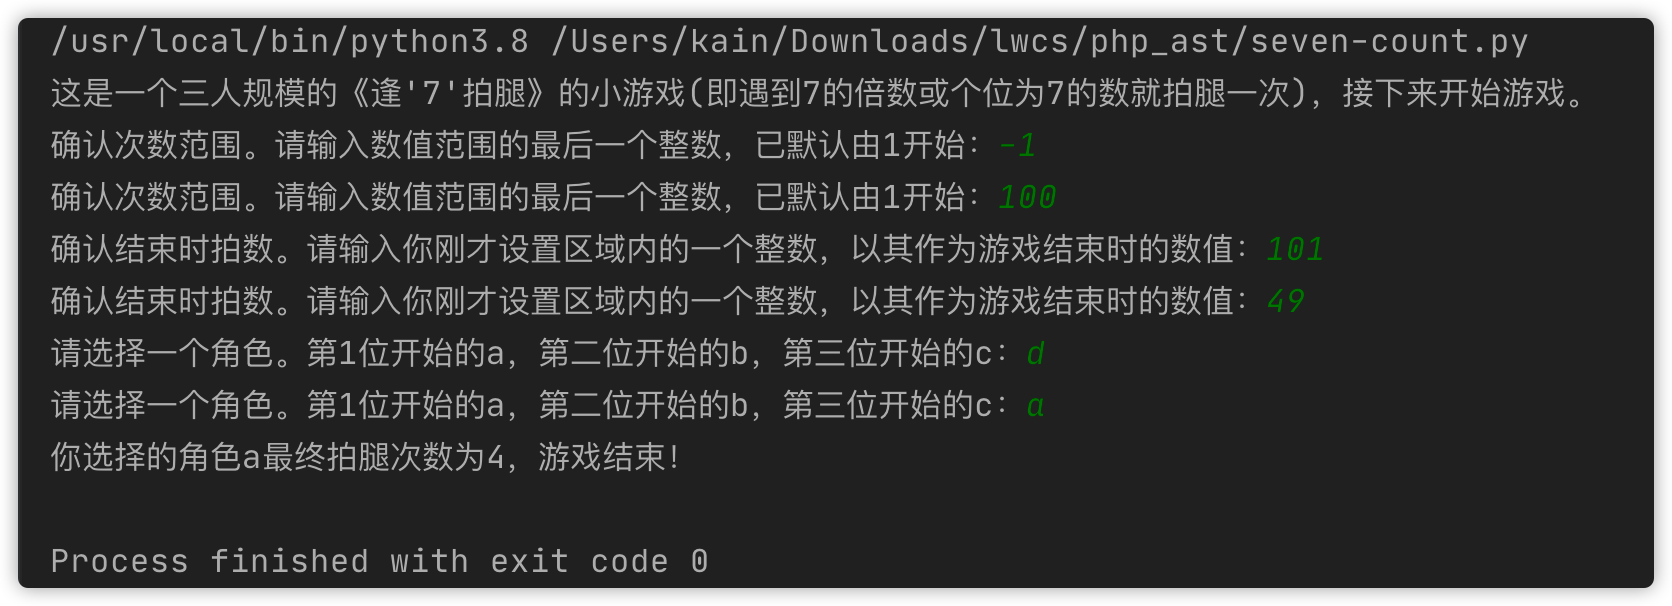 /usr/local/bin/python3.8 /Users/kain/Downloads/lwcs/php_ast/seven-count.py
这是一个三人规模的《逢'7'拍腿》的小游戏(即遇到7的倍数或个位为7的数就拍腿一次)，接下来开始游戏。
确认次数范围。请输入数值范围的最后一个整数，已默认由1开始：-1
确认次数范围。请输入数值范围的最后一个整数，已默认由1开始：100
确认结束时拍数。请输入你刚才设置区域内的一个整数，以其作为游戏结束时的数值：101
确认结束时拍数。请输入你刚才设置区域内的一个整数，以其作为游戏结束时的数值：49
请选择一个角色。第1位开始的a，第二位开始的b，第三位开始的c：d
请选择一个角色。第1位开始的a，第二位开始的b，第三位开始的c：a
你选择的角色a最终拍腿次数为4，游戏结束！
Process finished with exit code 0